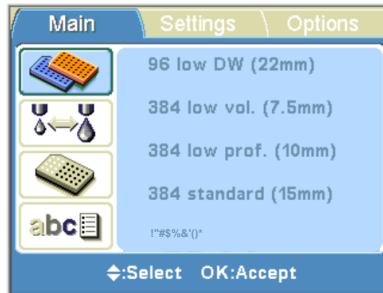 Main Settings Options
96 low DW (22mm)
384 low vol. (7.5mm)
384 low prof. (10mm)
384 standard (15mm)
abc
!"#$%&'()*
:Select OK:Accept